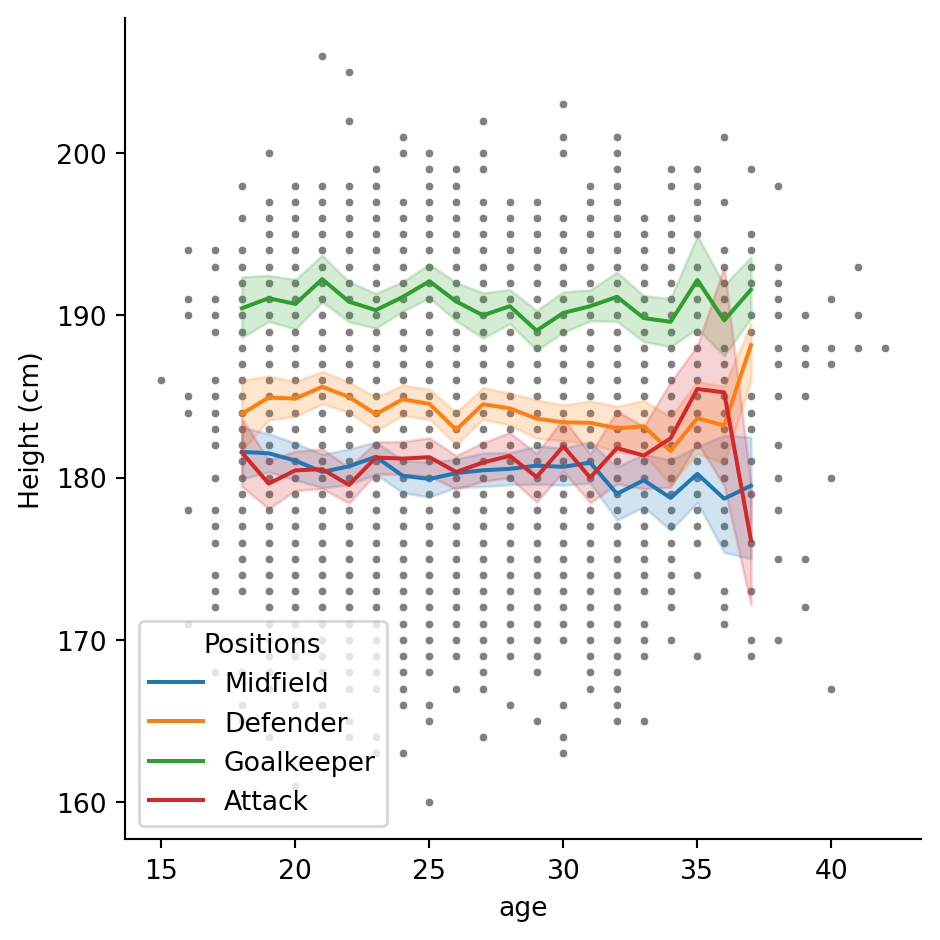 Height (cm)
200
190
180
170
160
Positions
Midfield
Defender
Goalkeeper
Attack
15 20 25 30 35 40
age